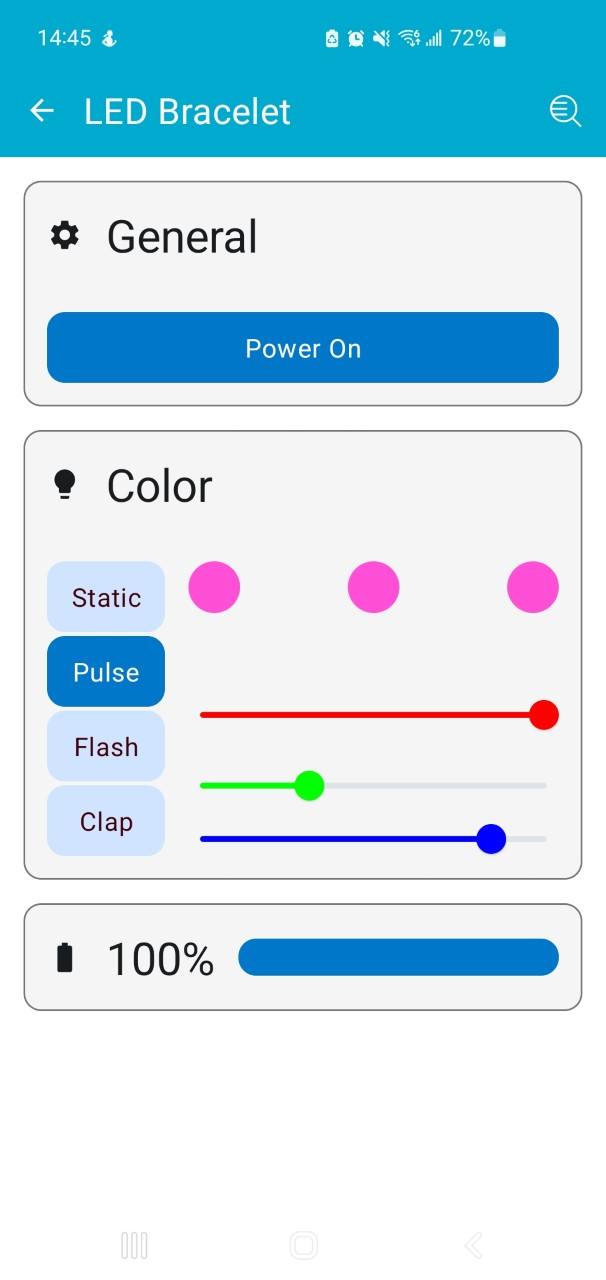 14:45 72%
LED Bracelet
General
Power On
Color
Static
Pulse
Flash
Clap
100%